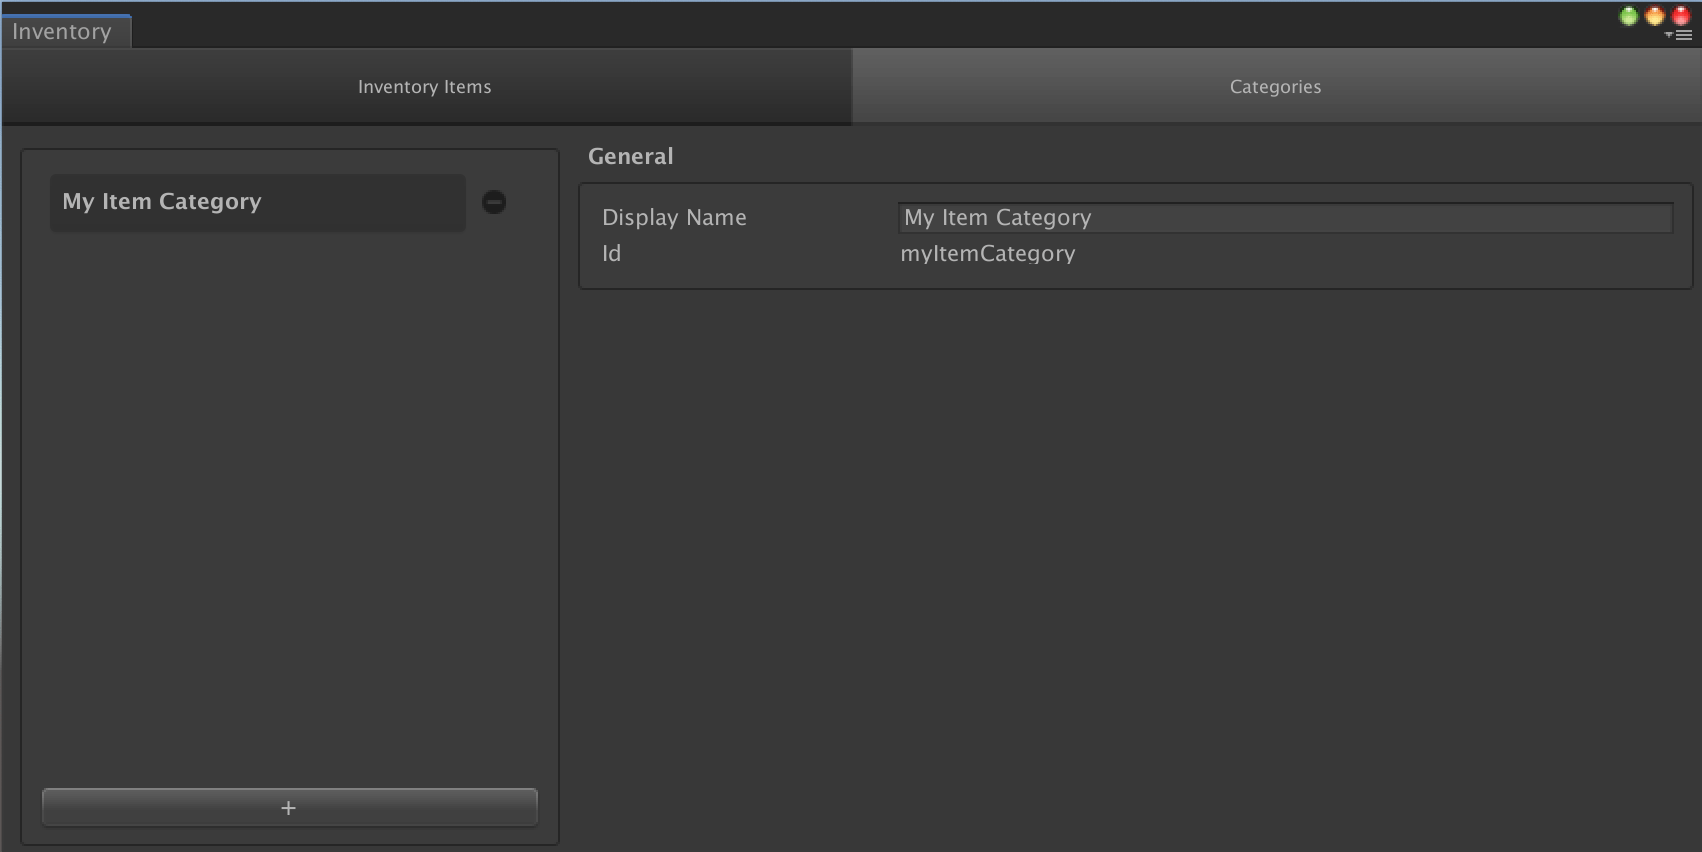 Inventory
Inventory Items
Categories
My Item Category
General
Display Name My Item Category
Id myItemCategory
+